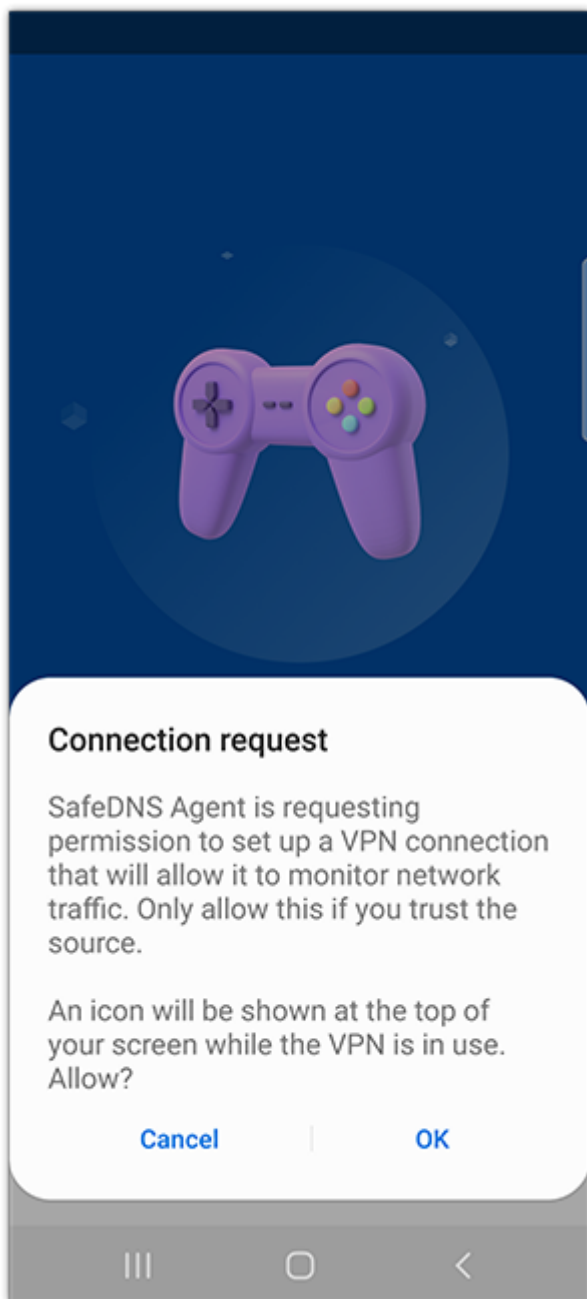 Connection request
SafeDNS Agent is requesting
permission to set up a VPN connection
that will allow it to monitor network
traffic. Only allow this if you trust the
source.
An icon will be shown at the top of
your screen while the VPN is in use.
Allow?
Cancel
OK